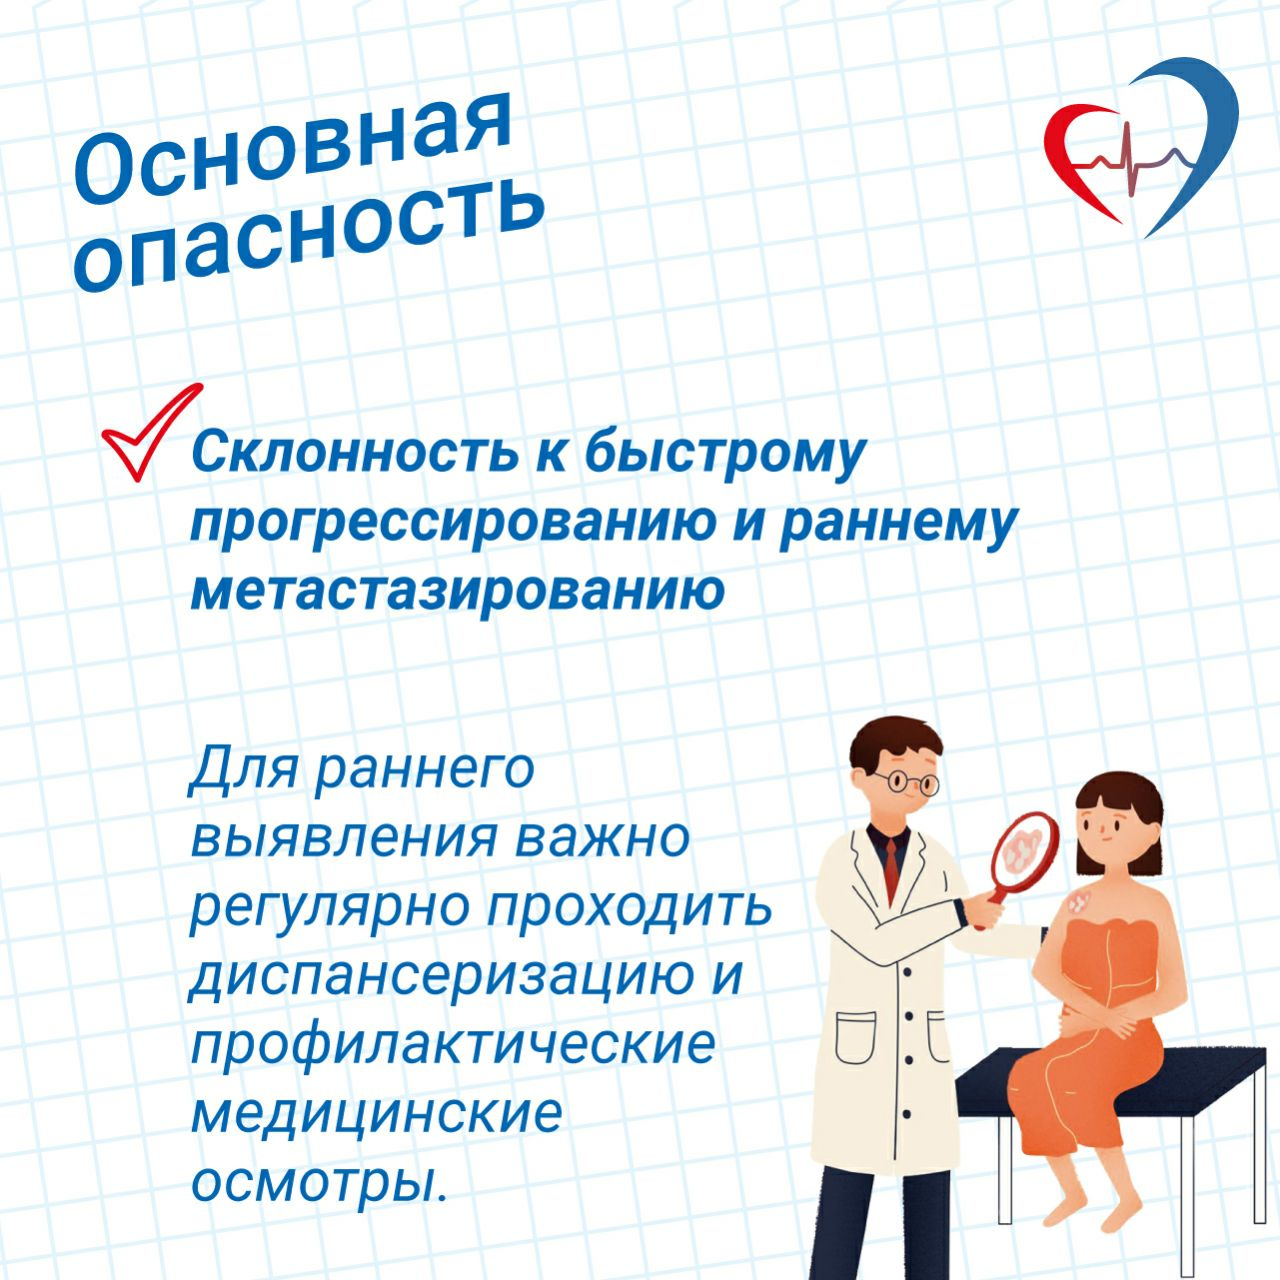 Основная
опасность
Склонность к быстрому
прогрессированию и раннему
метастазированию
Для раннего
выявления важно
регулярно проходить
диспансеризацию и
профилактические
медицинские
осмотры.